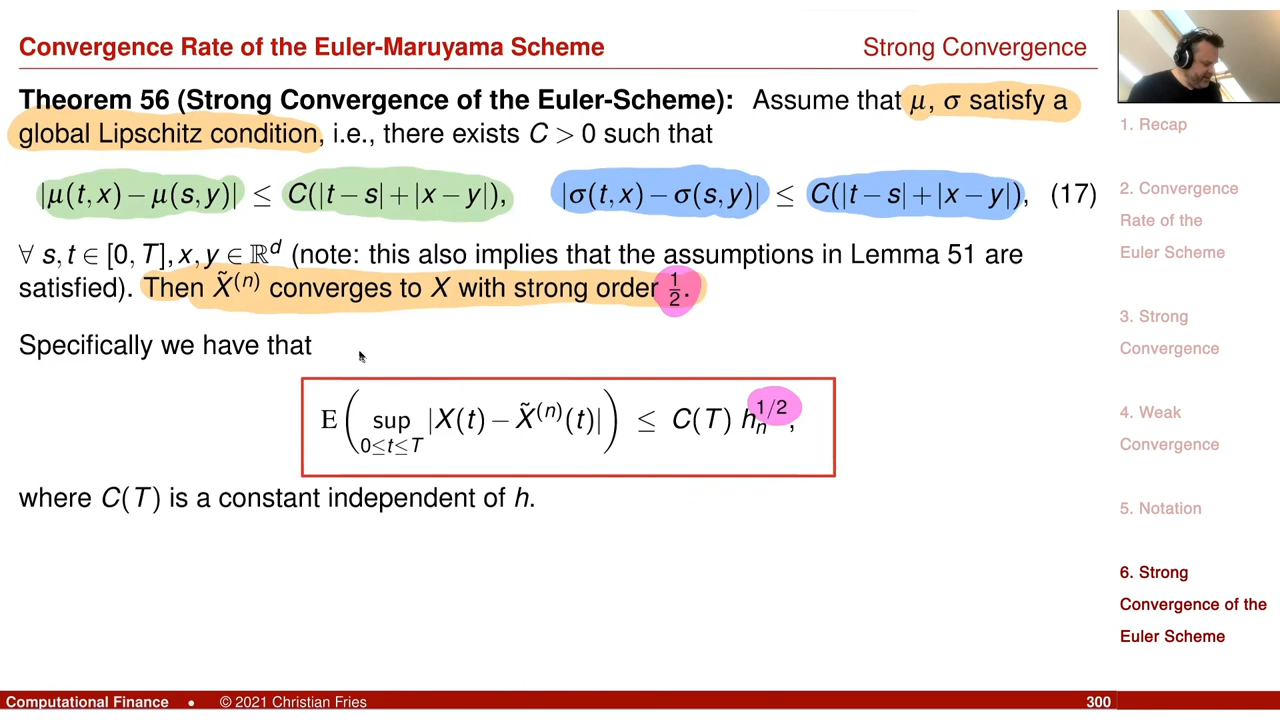 Convergence Rate of the Euler-Maruyama Scheme
Strong Convergence
Theorem 56 (Strong Convergence of the Euler-Scheme): Assume that μ, σ satisfy a
global Lipschitz condition, i.e., there exists C > 0 such that
|μ(t,x) − μ(s,y)| ≤ C(|t−s|+|x−y|), |σ(t,x) − σ(s,y)| ≤ C(|t−s|+|x−y|), (17)
∀ s,t ∈ [0,T], x,y ∈ ℝ^d (note: this also implies that the assumptions in Lemma 51 are
satisfied). Then X̃^(n) converges to X with strong order 1/2.
Specifically we have that
E( sup_{0≤t≤T} |X(t) − X̃^(n)(t)| ) ≤ C(T) h_n^{1/2},
where C(T) is a constant independent of h.
1. Recap
2. Convergence
Rate of the
Euler Scheme
3. Strong
Convergence
4. Weak
Convergence
5. Notation
6. Strong
Convergence of the
Euler Scheme
Computational Finance • © 2021 Christian Fries 300